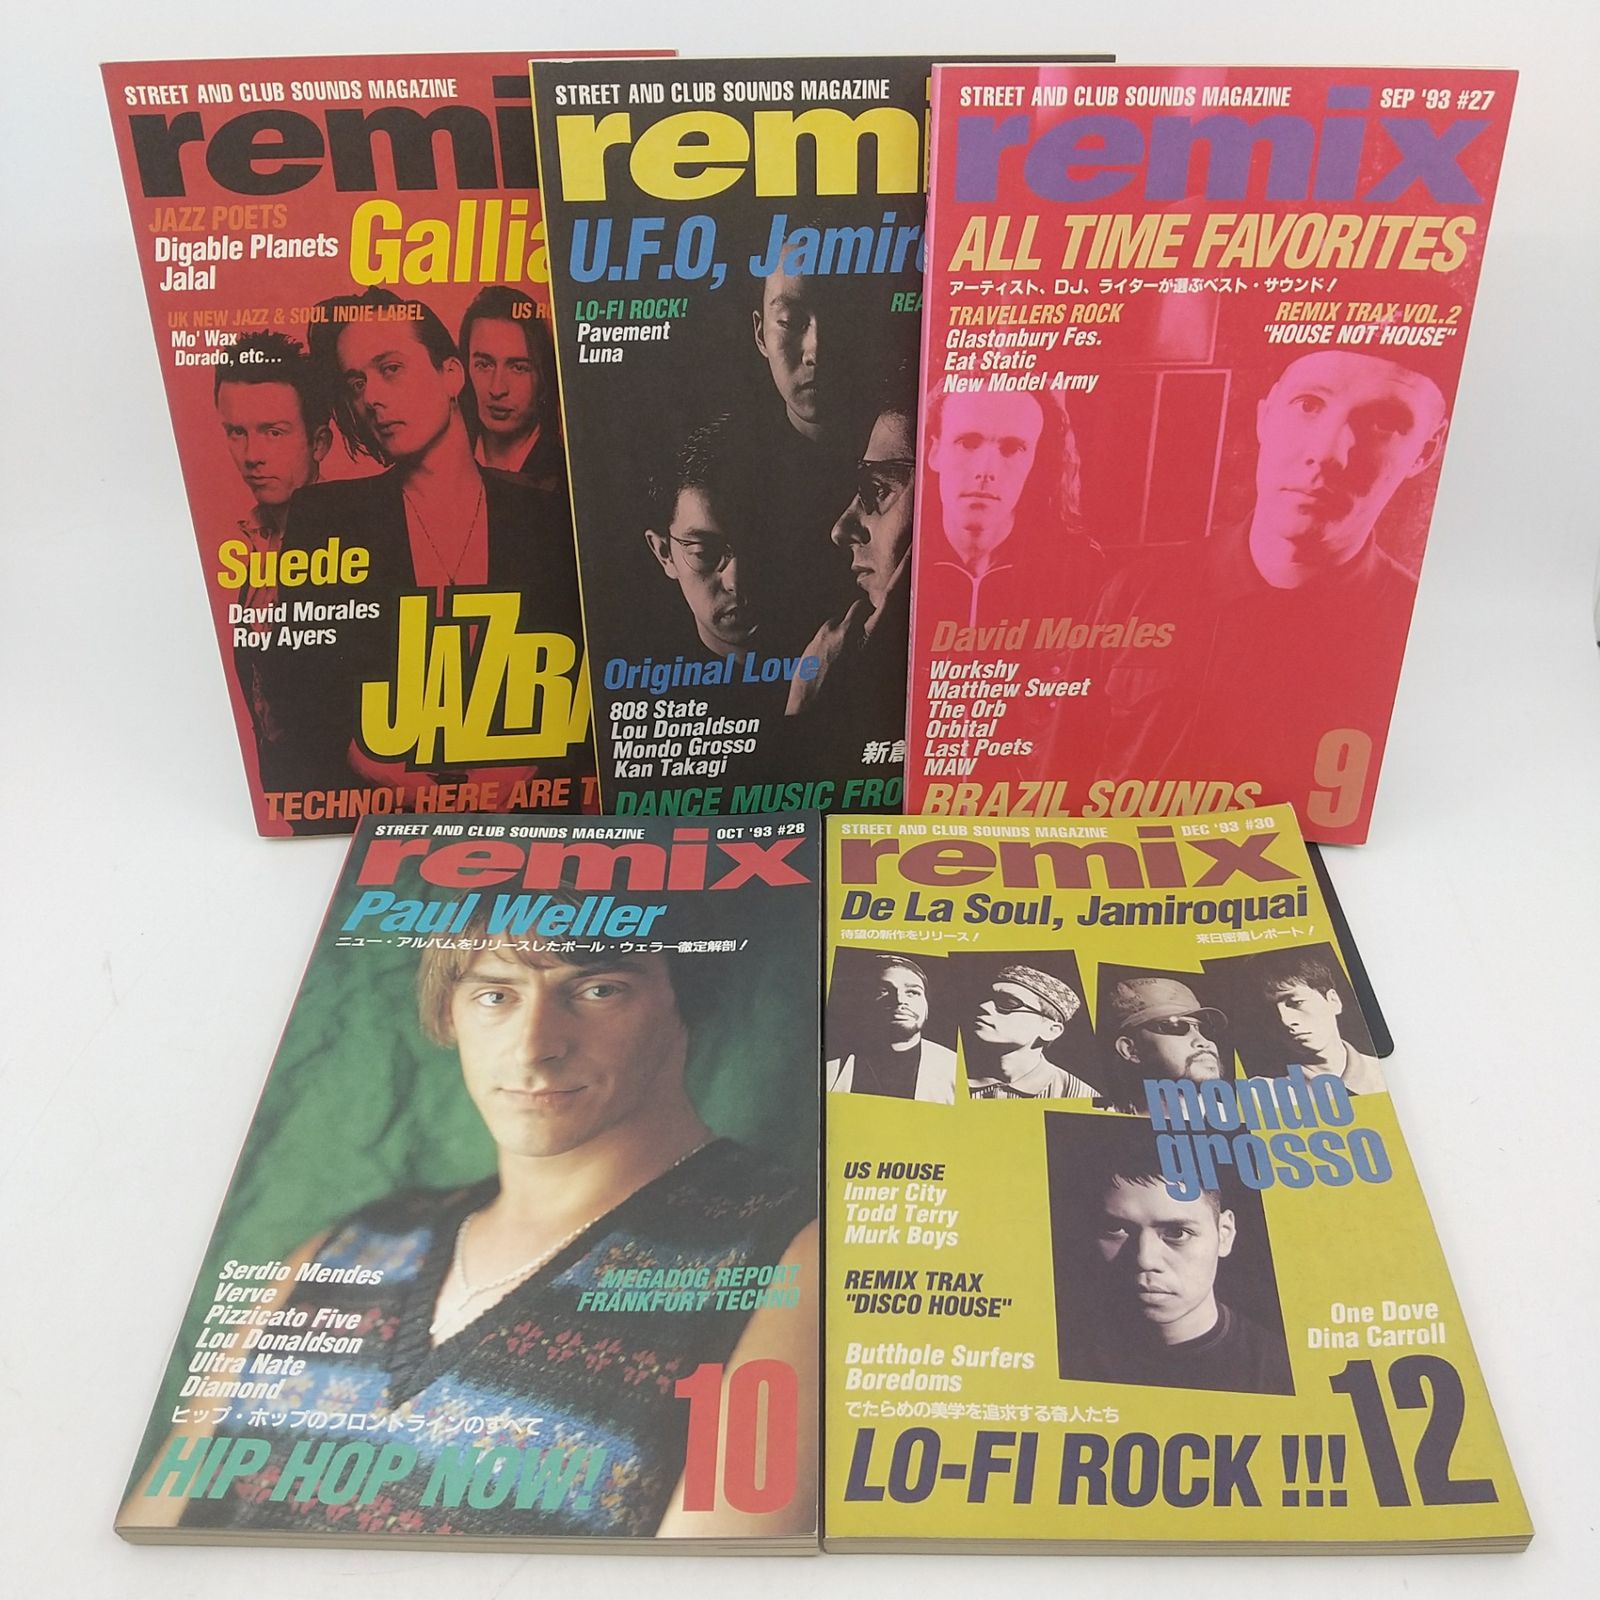 STREET AND CLUB SOUNDS MAGAZINE
remi
JAZZ POETS
Digable Planets
Jalal
Gallia
UK NEW JAZZ & SOUL INDIE LABEL
US R
Mo' Wax
Dorado, etc...
Suede
David Morales
Roy Ayers
JAZZRA
TECHNO! HERE ARE T
STREET AND CLUB SOUNDS MAGAZINE
rem
U.F.O, Jamiro
LO-FI ROCK!
REA
Pavement
Luna
Original Love
808 State
Lou Donaldson
Mondo Grosso
Kan Takagi
新創
DANCE MUSIC FRO
STREET AND CLUB SOUNDS MAGAZINE
SEP '93 #27
remix
ALL TIME FAVORITES
アーティスト、DJ、ライターが選ぶベスト・サウンド!
TRAVELLERS ROCK
Glastonbury Fes.
Eat Static
New Model Army
REMIX TRAX VOL.2
"HOUSE NOT HOUSE"
David Morales
Workshy
Matthew Sweet
The Orb
Orbital
Last Poets
MAW
BRAZIL SOUNDS
9
STREET AND CLUB SOUNDS MAGAZINE
OCT '93 #28
remix
Paul Weller
ニュー・アルバムをリリースしたポール・ウェラー徹定解剖!
Serdio Mendes
Verve
Pizzicato Five
Lou Donaldson
Ultra Nate
Diamond
MEGADOG REPORT
FRANKFURT TECHNO
ヒップ・ホップのフロントラインのすべて
HIP HOP NOW!
10
STREET AND CLUB SOUNDS MAGAZINE
DEC '93 #30
remix
De La Soul, Jamiroquai
待望の新作をリリース!
来日密着レポート!
mondo
grosso
US HOUSE
Inner City
Todd Terry
Murk Boys
REMIX TRAX
"DISCO HOUSE"
One Dove
Dina Carroll
Butthole Surfers
Boredoms
でたらめの美学を追求する奇人たち
LO-FI ROCK !!!
12